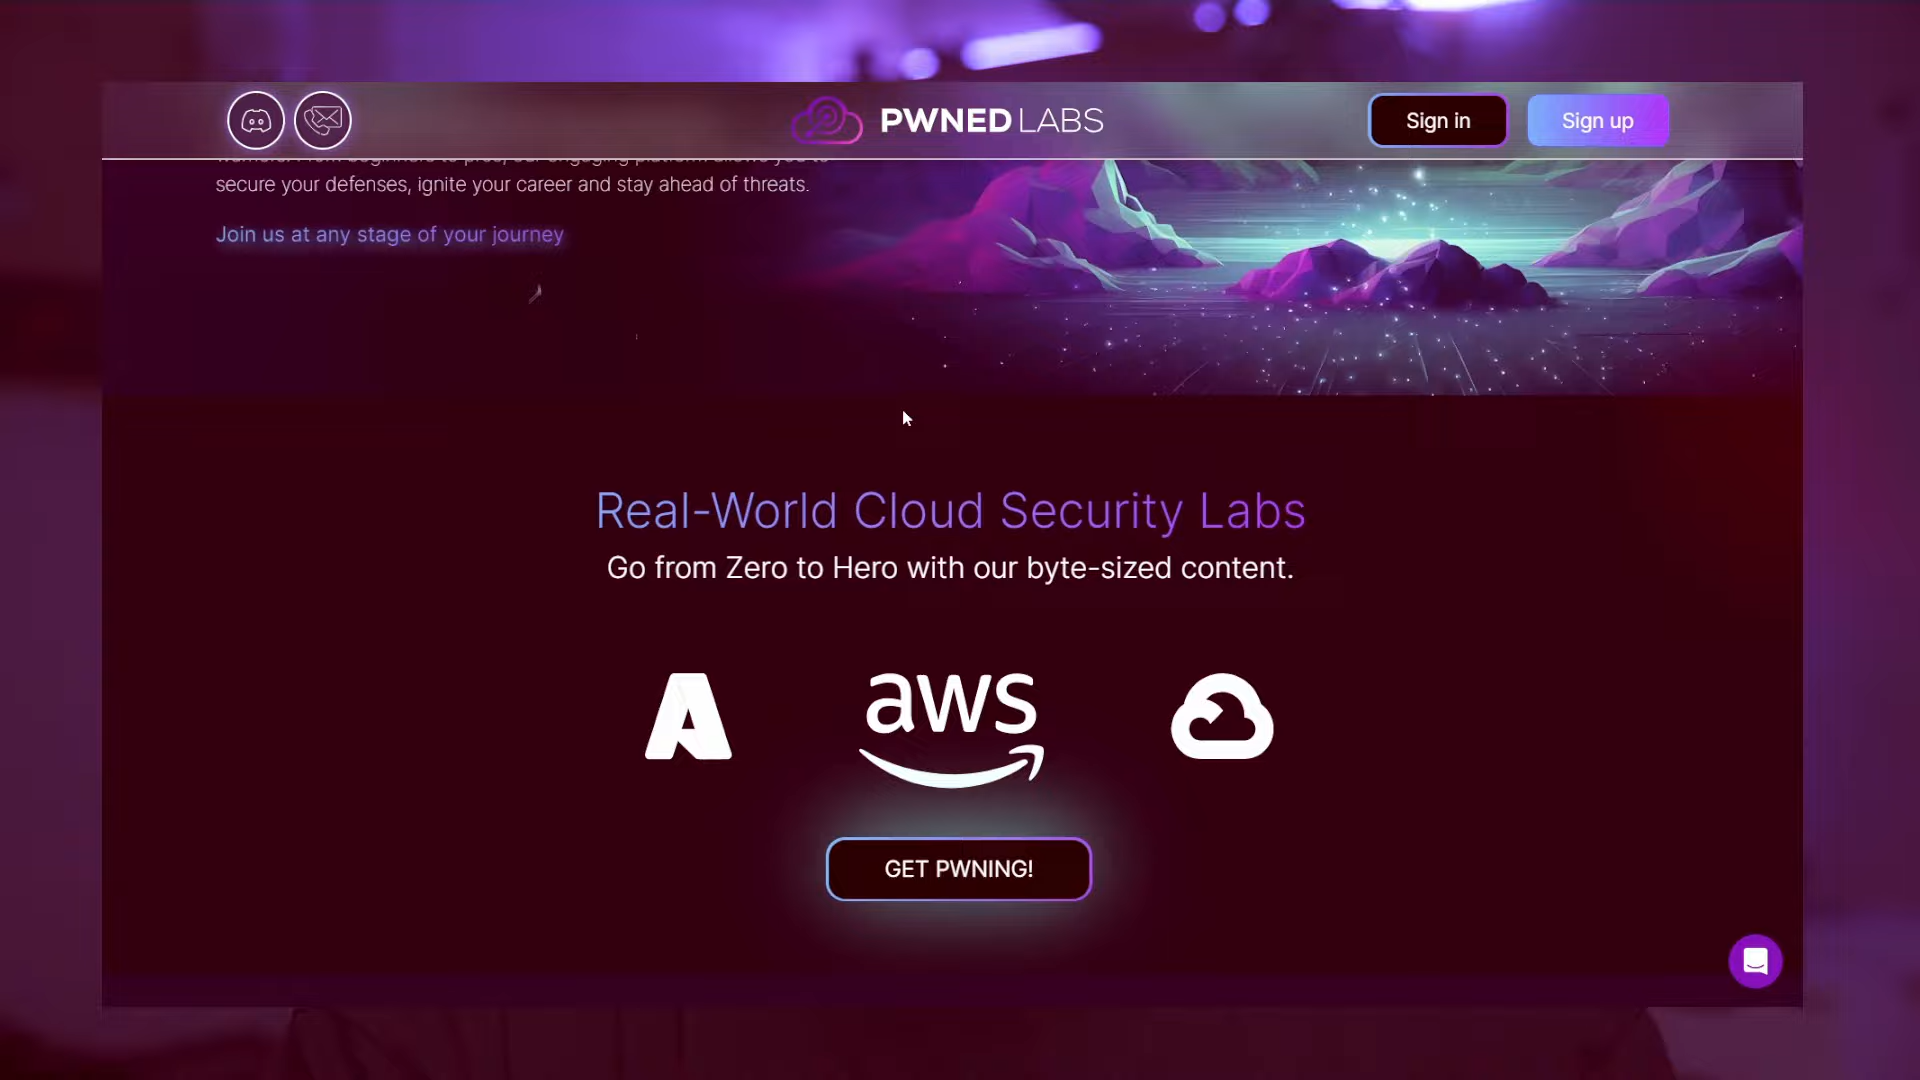 PWNED LABS
Sign in
Sign up
secure your defenses, ignite your career and stay ahead of threats.
Join us at any stage of your journey
Real-World Cloud Security Labs
Go from Zero to Hero with our byte-sized content.
aws
GET PWNING!